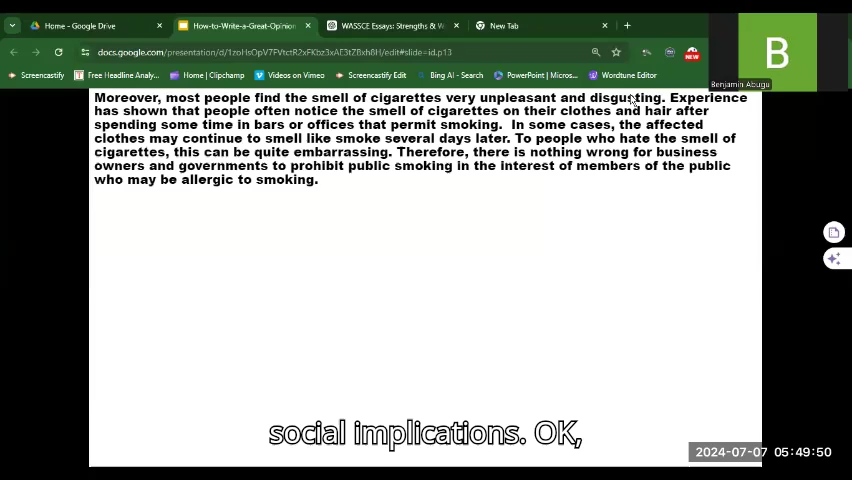 Home - Google Drive
How-to-Write-a-Great-Opinion
WASSCE Essays: Strengths & W
New Tab
docs.google.com/presentation/d/1zoHsOpV7FVtctR2xFKbz3xAE3tZBxh8H/edit#slide=id.p13
NEW
Screencastify
Free Headline Analy...
Home | Clipchamp
Videos on Vimeo
Screencastify Edit
Bing AI - Search
PowerPoint | Micros...
Wordtune Editor
B
Benjamin Abugu
Moreover, most people find the smell of cigarettes very unpleasant and disgusting. Experience
has shown that people often notice the smell of cigarettes on their clothes and hair after
spending some time in bars or offices that permit smoking.  In some cases, the affected
clothes may continue to smell like smoke several days later. To people who hate the smell of
cigarettes, this can be quite embarrassing. Therefore, there is nothing wrong for business
owners and governments to prohibit public smoking in the interest of members of the public
who may be allergic to smoking.
social implications. OK,
2024-07-07 05:49:50